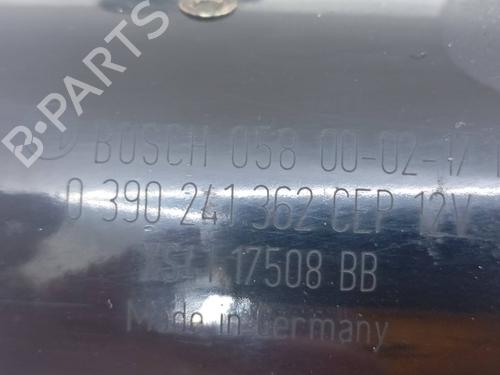 B-PARTS
BOSCH 058 00-02-17
0 390 241 362 CEP 12V
17508 BB
Made in Germany